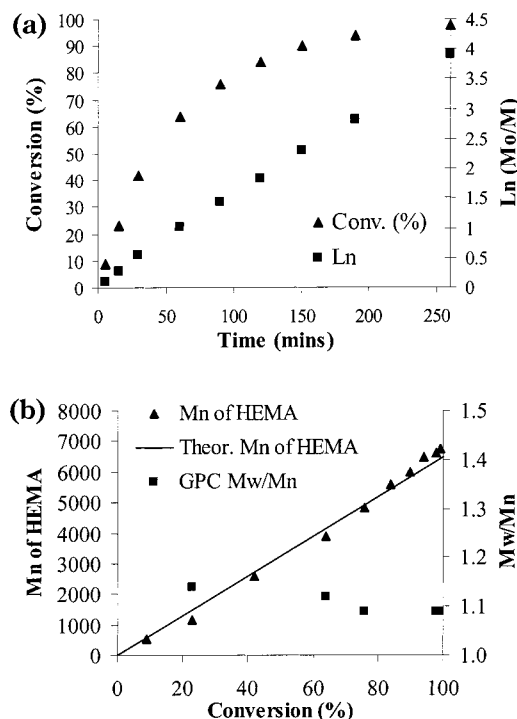 (a)
100
90
80
70
60
50
40
30
20
10
0
Conversion (%)
4.5
4
3.5
3
2.5
2
1.5
1
0.5
0
Ln (Mo/M)
Conv. (%)
Ln
0 50 100 150 200 250
Time (mins)
(b)
8000
7000
6000
5000
4000
3000
2000
1000
0
Mn of HEMA
Mn of HEMA
Theor. Mn of HEMA
GPC Mw/Mn
1.5
1.4
1.3
1.2
1.1
1.0
Mw/Mn
0 20 40 60 80 100
Conversion (%)